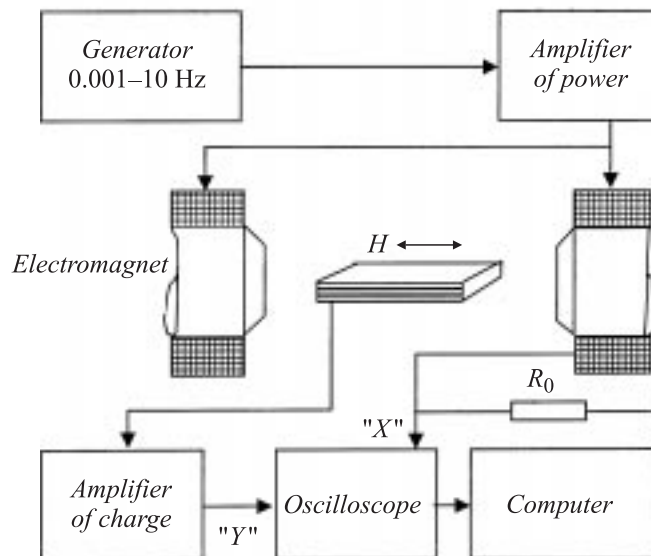 Generator
0.001–10 Hz
Amplifier
of power
H
Electromagnet
R0
"X"
Amplifier
of charge
"Y"
Oscilloscope
Computer